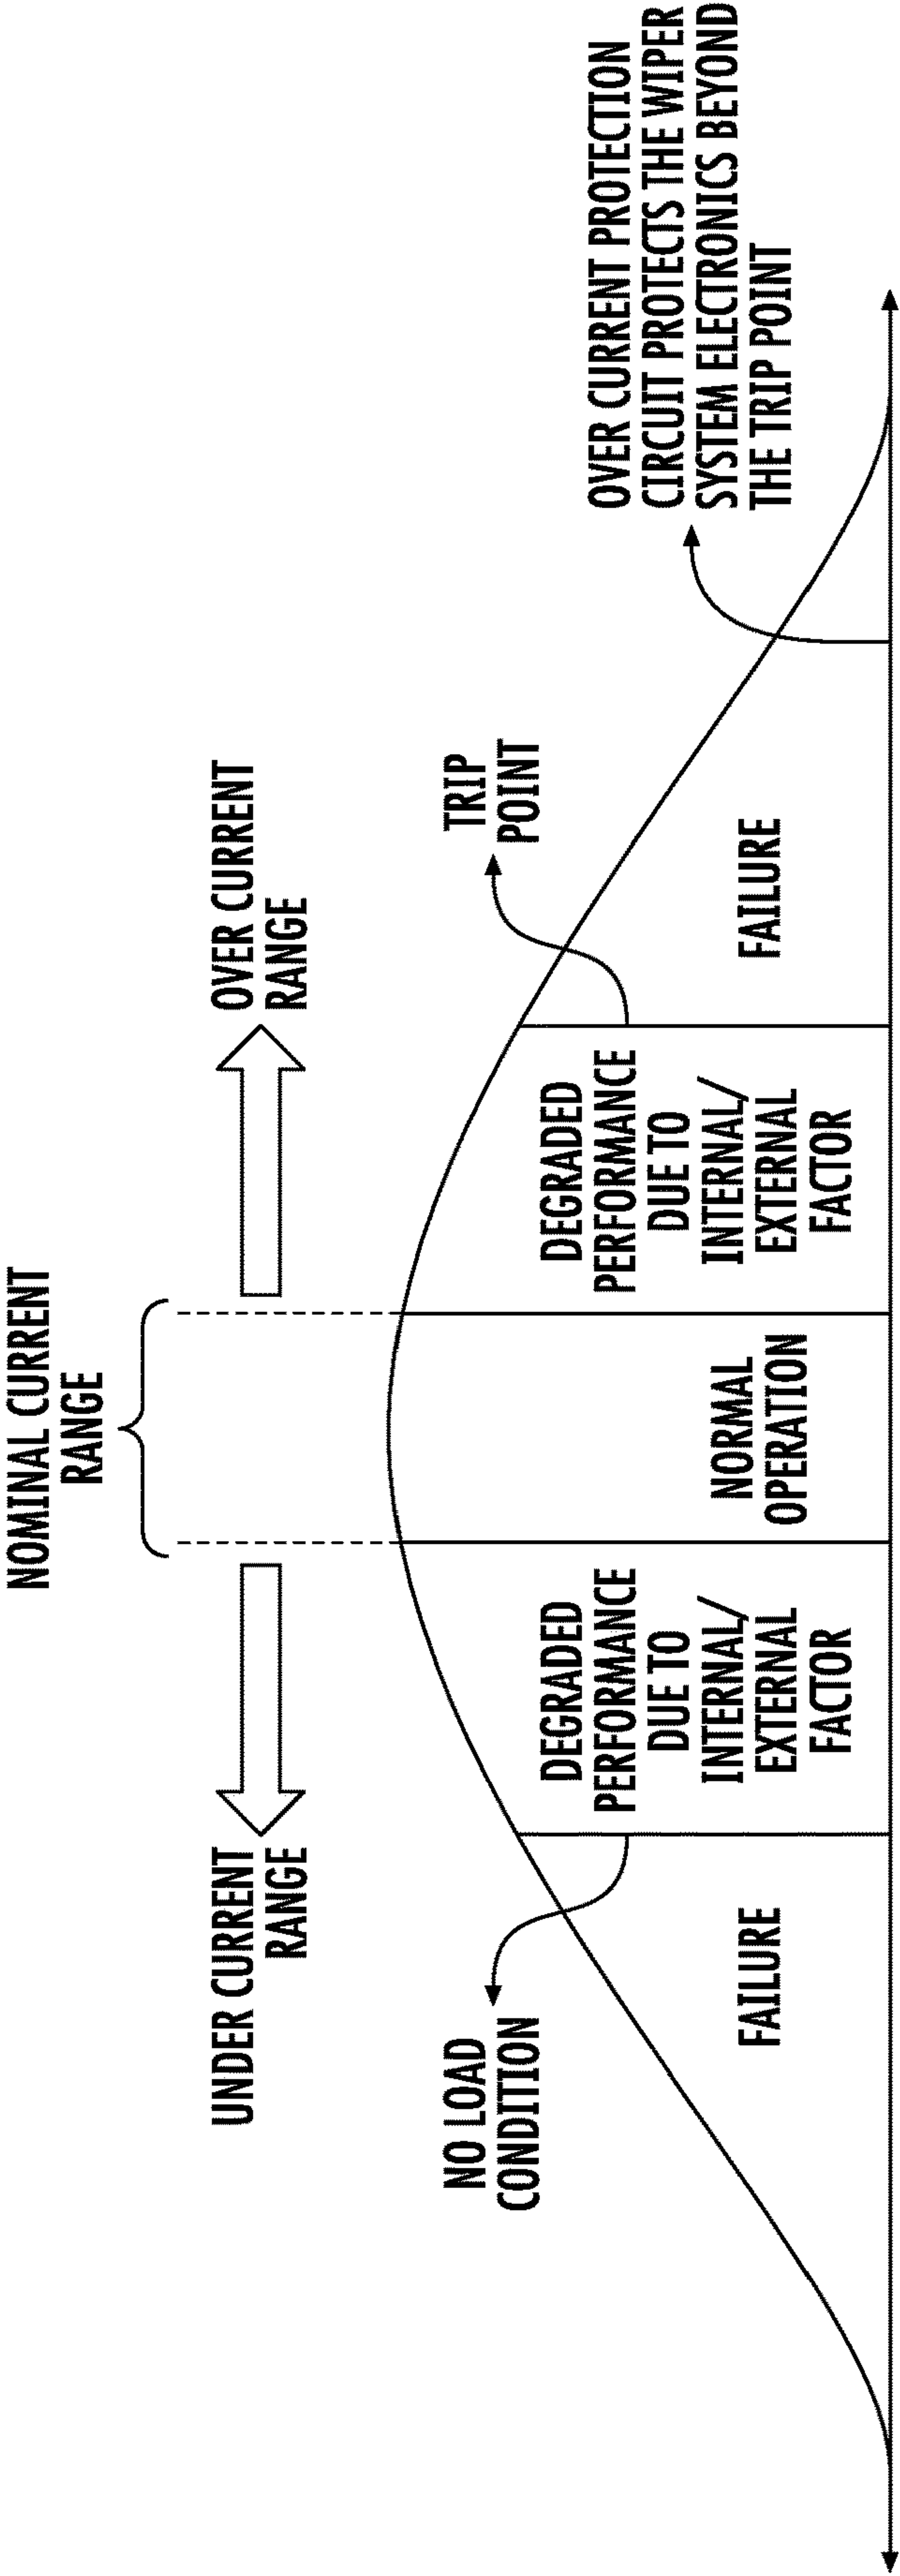 NOMINAL CURRENT
RANGE
UNDER CURRENT
RANGE
OVER CURRENT
RANGE
NO LOAD
CONDITION
TRIP
POINT
OVER CURRENT PROTECTION
CIRCUIT PROTECTS THE WIPER
SYSTEM ELECTRONICS BEYOND
THE TRIP POINT
FAILURE
DEGRADED
PERFORMANCE
DUE TO
INTERNAL/
EXTERNAL
FACTOR
NORMAL
OPERATION
DEGRADED
PERFORMANCE
DUE TO
INTERNAL/
EXTERNAL
FACTOR
FAILURE